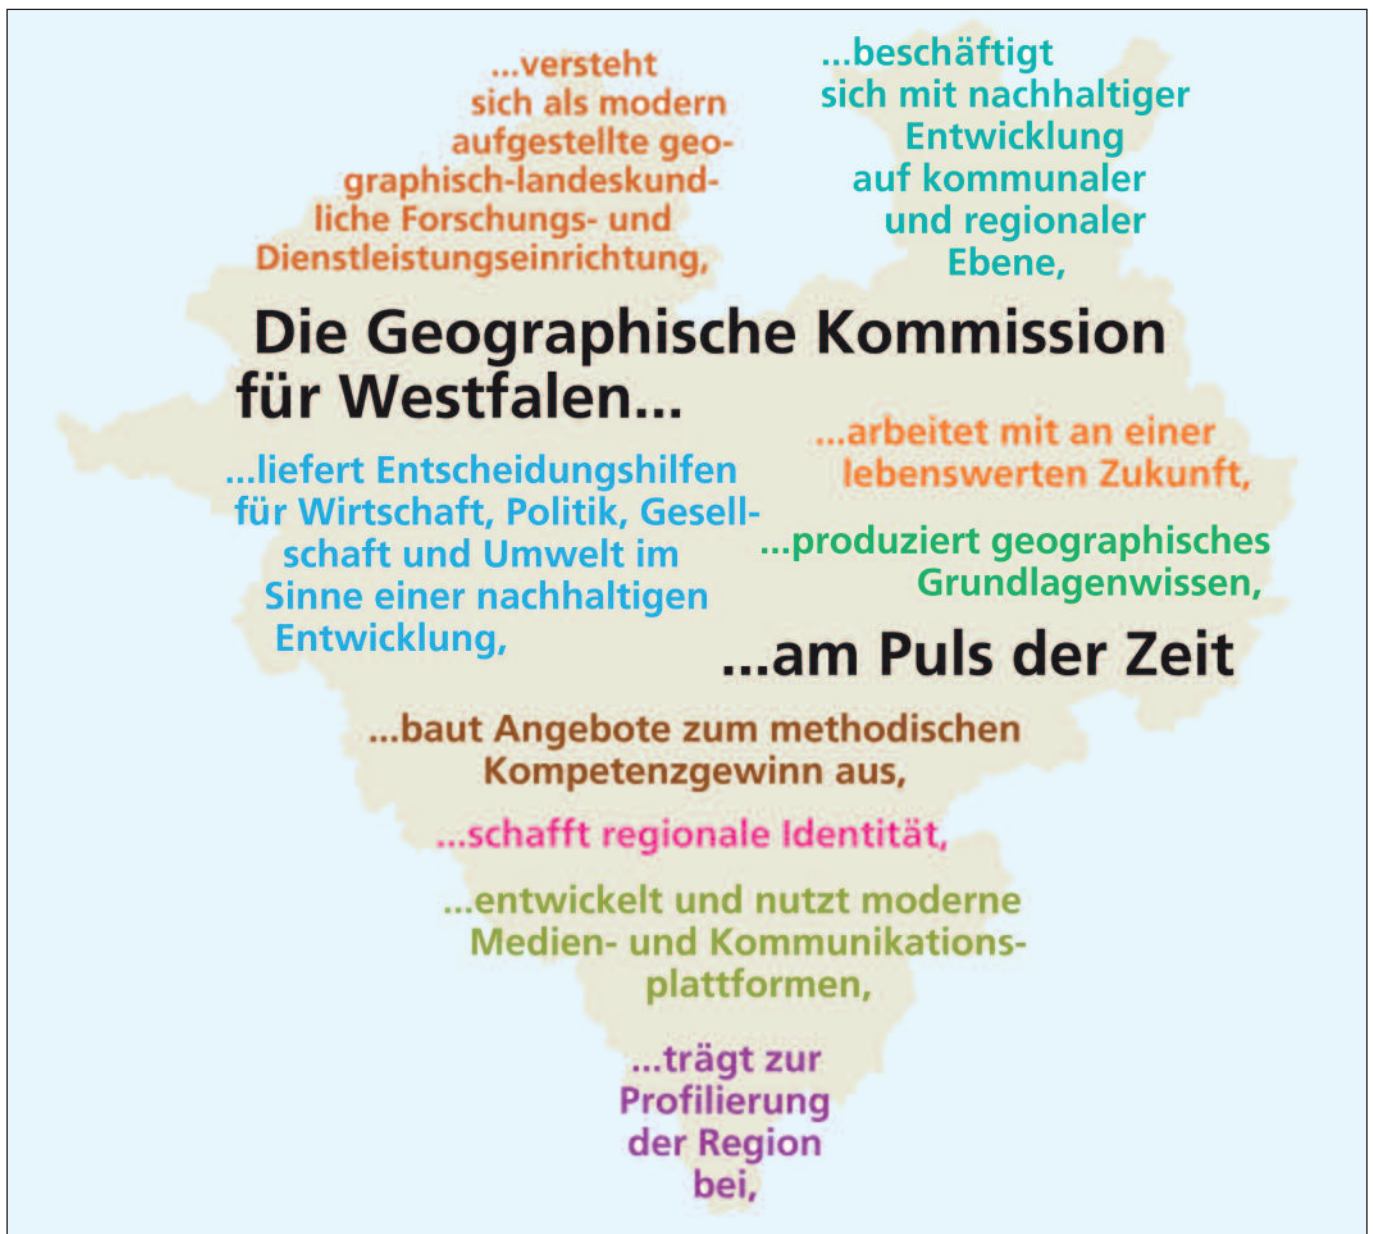 ...versteht
sich als modern
aufgestellte geo-
graphisch-landeskund-
liche Forschungs- und
Dienstleistungseinrichtung,
...beschäftigt
sich mit nachhaltiger
Entwicklung
auf kommunaler
und regionaler
Ebene,
Die Geographische Kommission
für Westfalen...
...liefert Entscheidungshilfen
für Wirtschaft, Politik, Gesell-
schaft und Umwelt im
Sinne einer nachhaltigen
Entwicklung,
...arbeitet mit an einer
lebenswerten Zukunft,
...produziert geographisches
Grundlagenwissen,
...am Puls der Zeit
...baut Angebote zum methodischen
Kompetenzgewinn aus,
...schafft regionale Identität,
...entwickelt und nutzt moderne
Medien- und Kommunikations-
plattformen,
...trägt zur
Profilierung
der Region
bei,